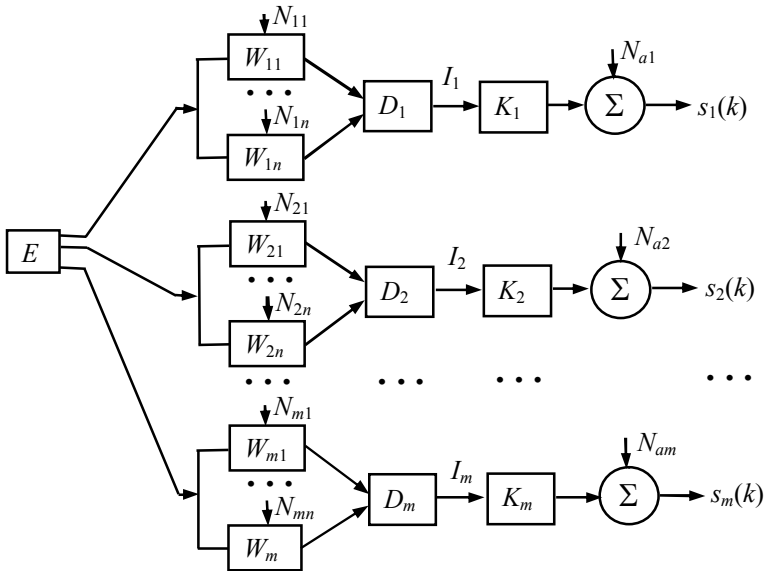 N11
W11
• • •
N1n
W1n
D1
I1
K1
Na1
Σ
s1(k)
E
N21
W21
• • •
N2n
W2n
D2
I2
K2
Na2
Σ
s2(k)
• • • • • • • • • • • •
Nm1
Wm1
• • •
Nmn
Wm
Dm
Im
Km
Nam
Σ
sm(k)